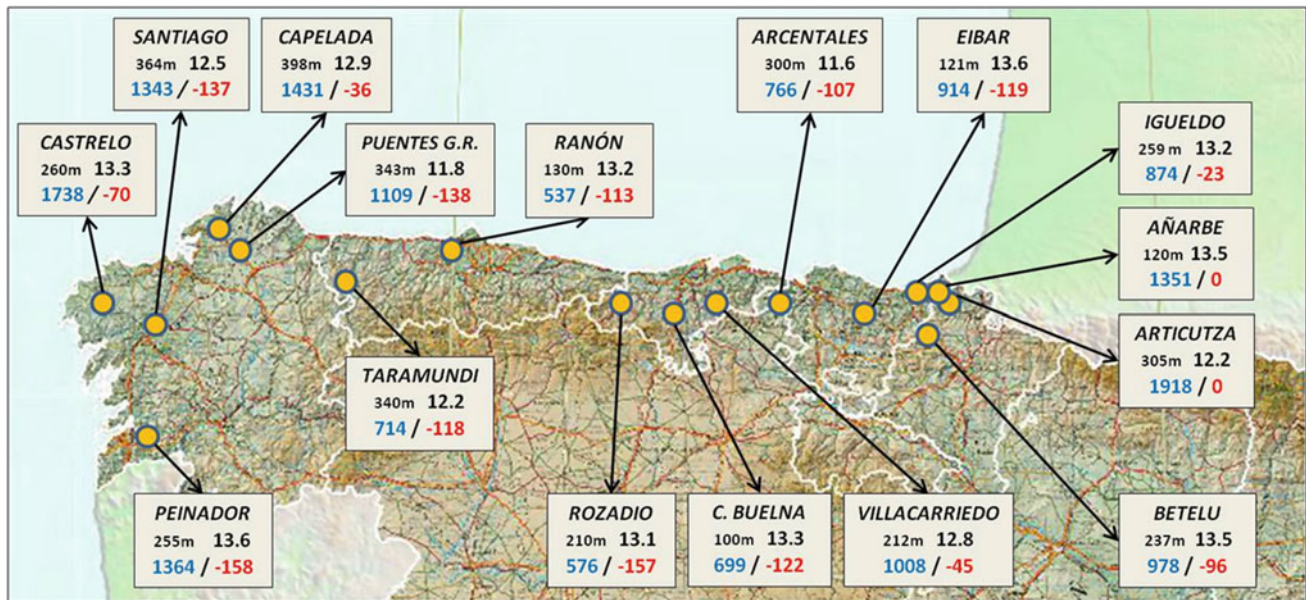 SANTIAGO
364m 12.5
1343 / -137
CAPELADA
398m 12.9
1431 / -36
ARCENTALES
300m 11.6
766 / -107
EIBAR
121m 13.6
914 / -119
CASTRELO
260m 13.3
1738 / -70
PUENTES G.R.
343m 11.8
1109 / -138
RANÓN
130m 13.2
537 / -113
IGUELDO
259 m 13.2
874 / -23
AÑARBE
120m 13.5
1351 / 0
ARTICUTZA
305m 12.2
1918 / 0
TARAMUNDI
340m 12.2
714 / -118
PEINADOR
255m 13.6
1364 / -158
ROZADIO
210m 13.1
576 / -157
C. BUELNA
100m 13.3
699 / -122
VILLACARRIEDO
212m 12.8
1008 / -45
BETELU
237m 13.5
978 / -96